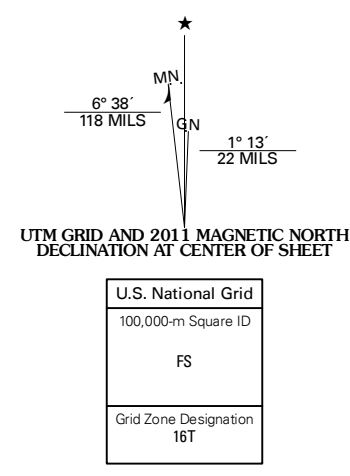 ★
MN.
6° 38´
118 MILS
GN
1° 13´
22 MILS
UTM GRID AND 2011 MAGNETIC NORTH
DECLINATION AT CENTER OF SHEET
U.S. National Grid
100,000-m Square ID
FS
Grid Zone Designation
16T